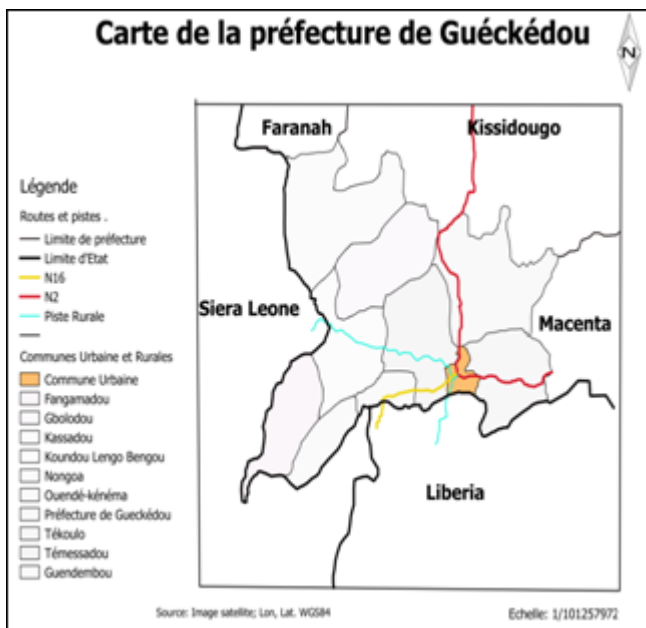 Carte de la préfecture de Guéckédou
N
Faranah
Kissidougo
Légende
Routes et pistes .
Limite de préfecture
Limite d'Etat
N16
N2
Piste Rurale
Siera Leone
Macenta
Communes Urbaine et Rurales
Commune Urbaine
Fangamadou
Gbolodou
Kassadou
Koundou Lengo Bengou
Nongoa
Ouendé-kénéma
Préfecture de Gueckédou
Tékoulo
Témessadou
Guendembou
Liberia
Source: Image satellite; Lon, Lat. WGS84
Echelle: 1/101257972